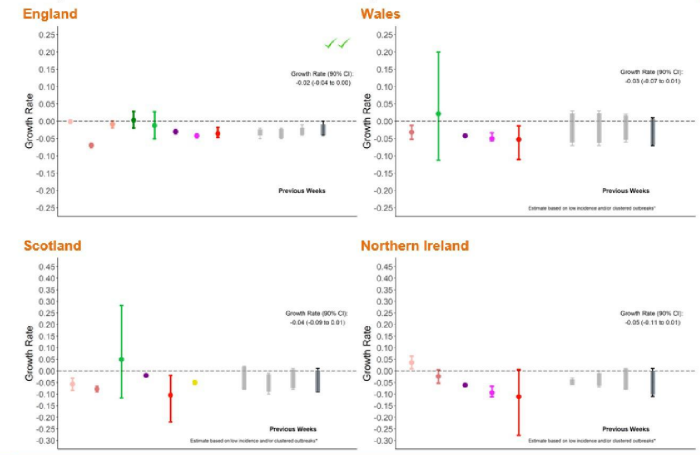 England
Growth Rate
0.25
0.20
0.15
0.10
0.05
0.00
-0.05
-0.10
-0.15
-0.20
-0.25
Growth Rate (90% CI):
-0.02 (-0.04 to 0.00)
Previous Weeks
Wales
Growth Rate
0.25
0.20
0.15
0.10
0.05
0.00
-0.05
-0.10
-0.15
-0.20
-0.25
Growth Rate (90% CI):
-0.03 (-0.07 to 0.01)
Previous Weeks
Estimate based on low incidence and/or clustered outbreaks*
Scotland
Growth Rate
0.45
0.40
0.35
0.30
0.25
0.20
0.15
0.10
0.05
0.00
-0.05
-0.10
-0.15
-0.20
-0.25
-0.30
Growth Rate (90% CI):
-0.04 (-0.09 to 0.01)
Previous Weeks
Estimate based on low incidence and/or clustered outbreaks*
Northern Ireland
Growth Rate
0.45
0.40
0.35
0.30
0.25
0.20
0.15
0.10
0.05
0.00
-0.05
-0.10
-0.15
-0.20
-0.25
-0.30
Growth Rate (90% CI):
-0.05 (-0.11 to 0.01)
Previous Weeks
Estimate based on low incidence and/or clustered outbreaks*